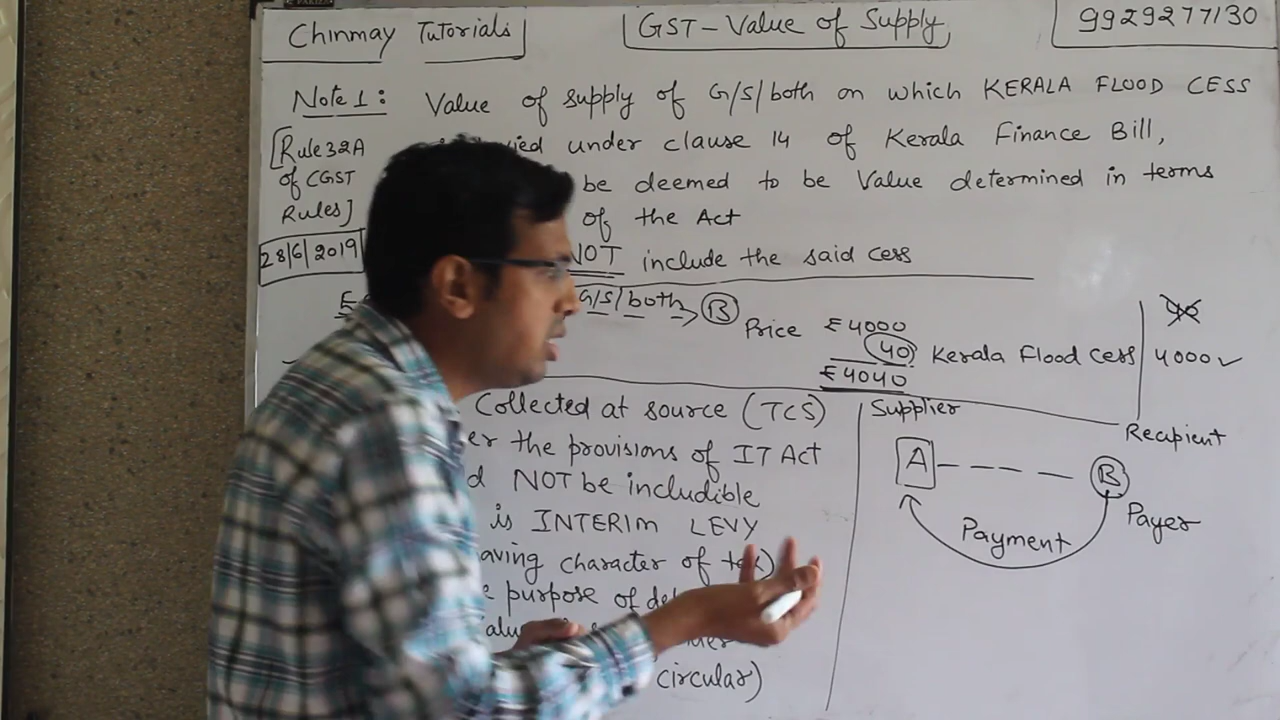 Chinmay Tutorials
GST - Value of Supply
9929277130
Note 1: Value of supply of G/S/both on which KERALA FLOOD CESS
[Rule 32A under clause 14 of Kerala Finance Bill,
of CGST be deemed to be Value determined in terms
Rules] of the Act
28/6/2019 NOT include the said cess
G/S/both → B
Price ₹4000
40 Kerala Flood cess
₹4040
4000 ✓
Collected at source (TCS)
the provisions of IT Act
NOT be includible
is INTERIM LEVY
character of tax)
purpose of
circular)
Supplier
Recipient
A - - - - B
Payment
Payer